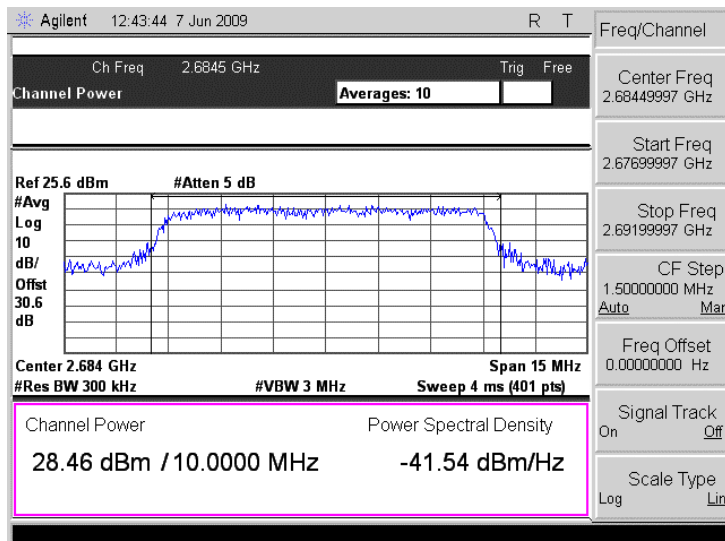 Agilent 12:43:44 7 Jun 2009 R T
Ch Freq 2.6845 GHz Trig Free
Channel Power Averages: 10
Ref 25.6 dBm #Atten 5 dB
#Avg
Log
10
dB/
Offst
30.6
dB
Center 2.684 GHz Span 15 MHz
#Res BW 300 kHz #VBW 3 MHz Sweep 4 ms (401 pts)
Channel Power Power Spectral Density
28.46 dBm / 10.0000 MHz -41.54 dBm/Hz
Freq/Channel
Center Freq
2.68449997 GHz
Start Freq
2.67699997 GHz
Stop Freq
2.69199997 GHz
CF Step
1.50000000 MHz
Auto Mar
Freq Offset
0.00000000 Hz
Signal Track
On Off
Scale Type
Log Lin